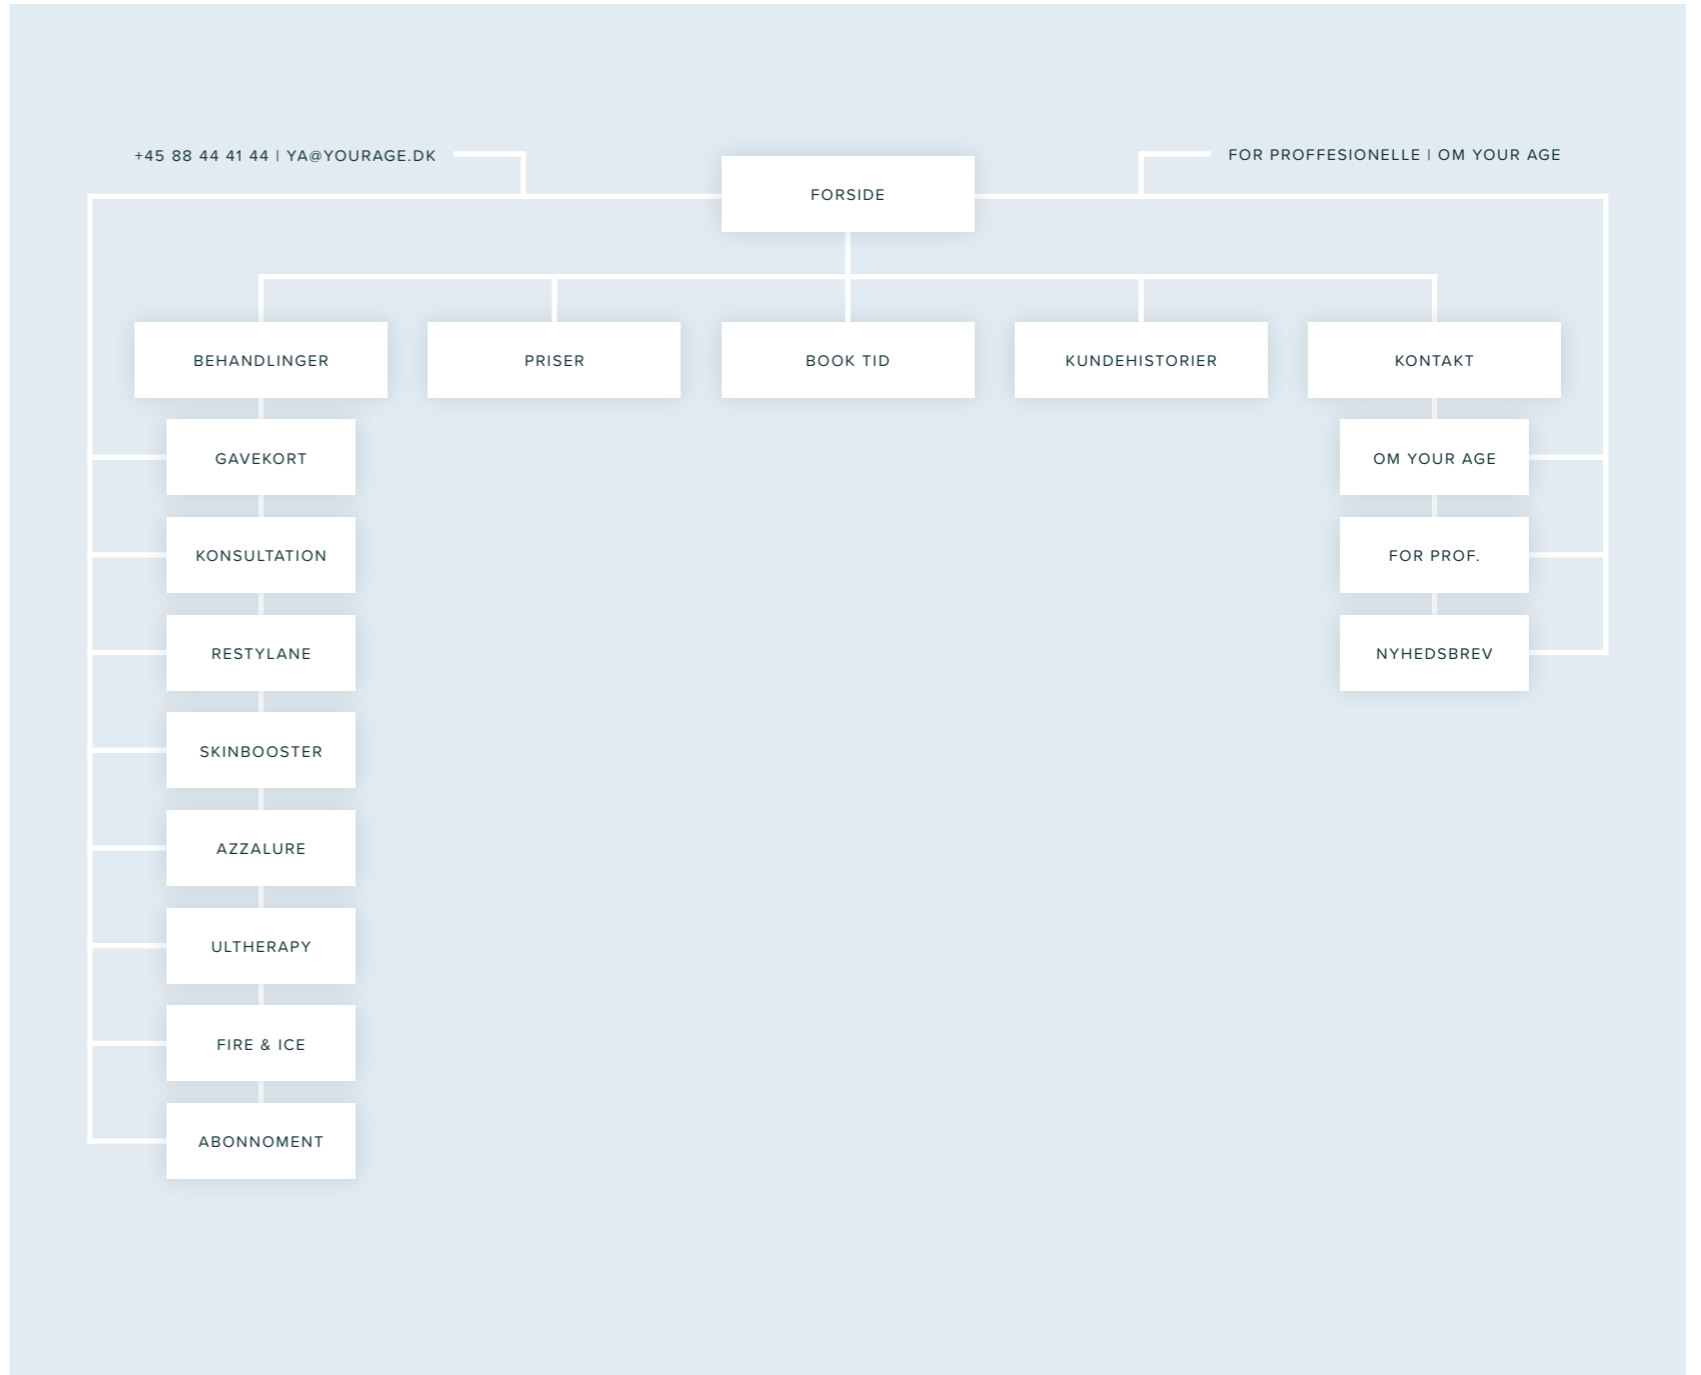 +45 88 44 41 44 | YA@YOURAGE.DK
FOR PROFFESIONELLE | OM YOUR AGE
FORSIDE
BEHANDLINGER
PRISER
BOOK TID
KUNDEHISTORIER
KONTAKT
GAVEKORT
KONSULTATION
RESTYLANE
SKINBOOSTER
AZZALURE
ULTHERAPY
FIRE & ICE
ABONNOMENT
OM YOUR AGE
FOR PROF.
NYHEDSBREV